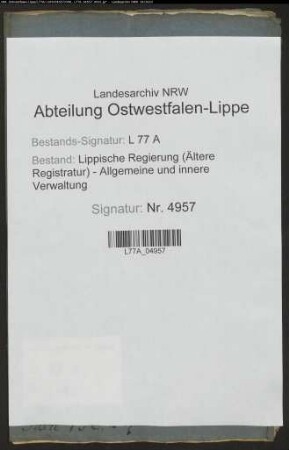 Landesarchiv NRW
Abteilung Ostwestfalen-Lippe
Bestands-Signatur: L 77 A
Bestand: Lippische Regierung (Ältere
Registratur) - Allgemeine und innere
Verwaltung
Signatur: Nr. 4957
L77A_04957